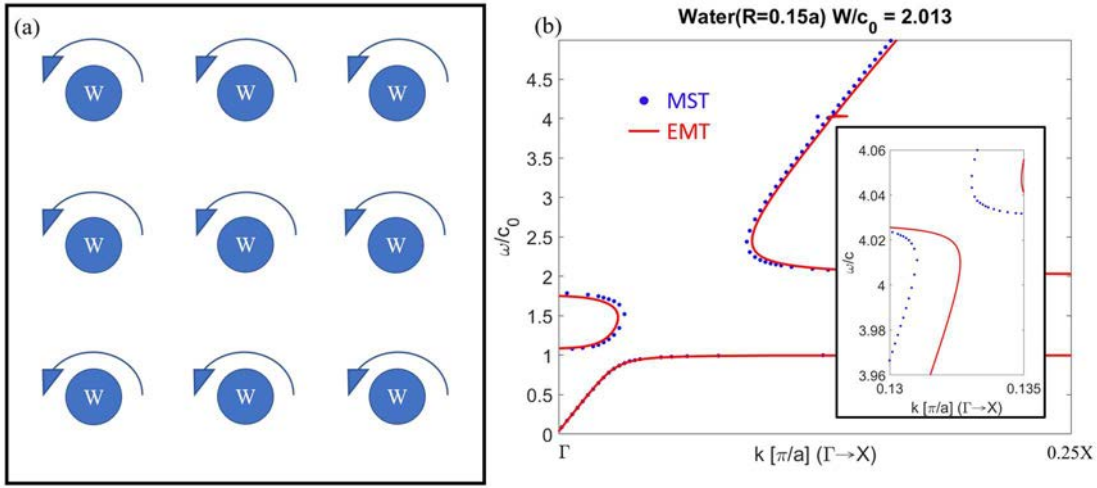 (a)
W W W
W W W
W W W
(b)
Water(R=0.15a) W/c₀ = 2.013
ω/c₀
4.5
4
3.5
3
2.5
2
1.5
1
0.5
0
MST
EMT
4.06
4.04
4.02
4
3.98
3.96
ω/c
0.13 0.135
k [π/a] (Γ→X)
Γ k [π/a] (Γ→X) 0.25X